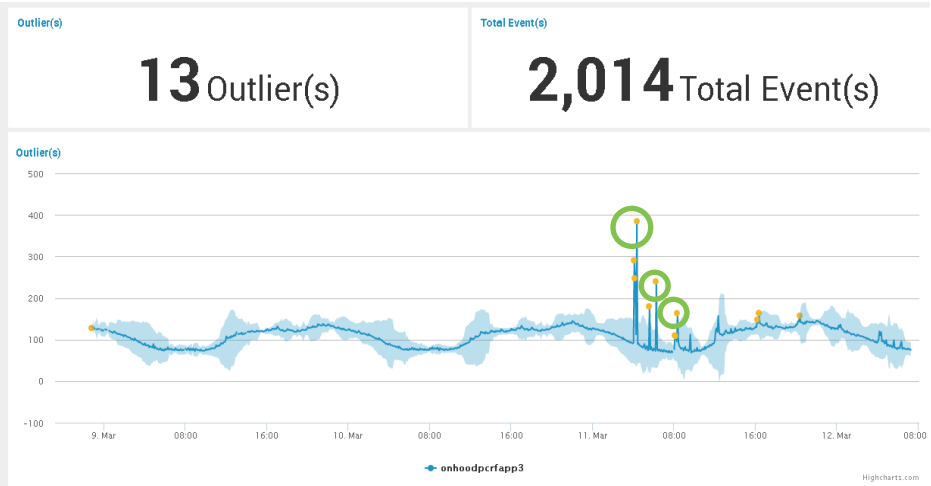 Outlier(s)
13 Outlier(s)
Total Event(s)
2,014 Total Event(s)
Outlier(s)
500
400
300
200
100
0
-100
9. Mar 08:00 16:00 10. Mar 08:00 16:00 11. Mar 08:00 16:00 12. Mar 08:00
onhoodpcrfapp3
Highcharts.com